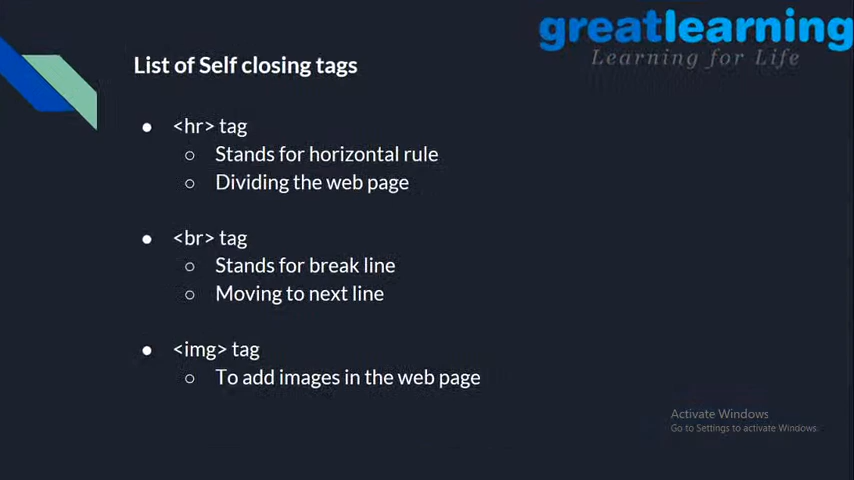 greatlearning
Learning for Life
List of Self closing tags
● <hr> tag
○ Stands for horizontal rule
○ Dividing the web page
● <br> tag
○ Stands for break line
○ Moving to next line
● <img> tag
○ To add images in the web page
Activate Windows
Go to Settings to activate Windows.